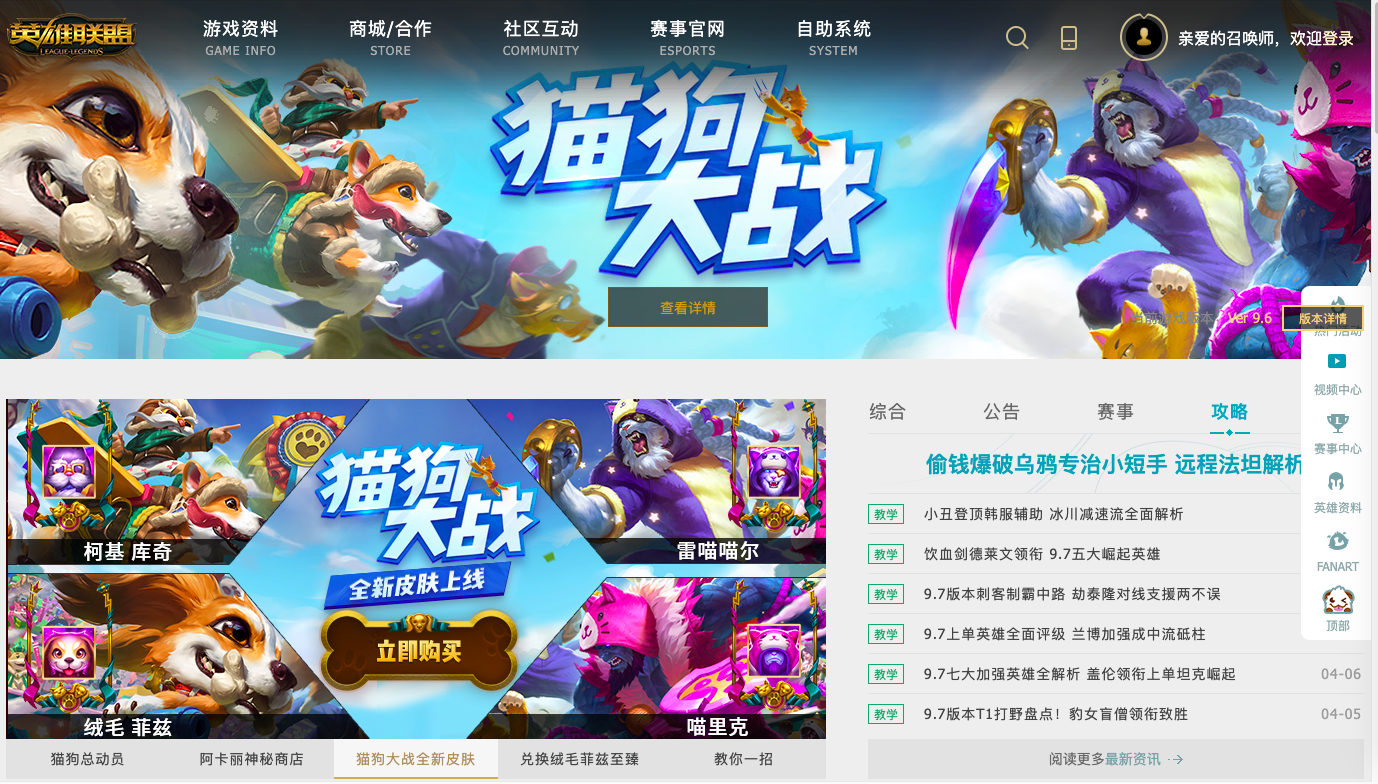 英雄联盟
LEAGUE OF LEGENDS
游戏资料
GAME INFO
商城/合作
STORE
社区互动
COMMUNITY
赛事官网
ESPORTS
自助系统
SYSTEM
亲爱的召唤师，欢迎登录
猫狗
大战
查看详情
当前游戏版本
Ver 9.6
版本详情
热门活动
视频中心
赛事中心
英雄资料
FANART
顶部
猫狗
大战
全新皮肤上线
立即购买
柯基 库奇
雷喵喵尔
绒毛 菲兹
喵里克
猫狗总动员
阿卡丽神秘商店
猫狗大战全新皮肤
兑换绒毛菲兹至臻
教你一招
综合
公告
赛事
攻略
偷钱爆破乌鸦专治小短手 远程法坦解析
教学 小丑登顶韩服辅助 冰川减速流全面解析
教学 饮血剑德莱文领衔 9.7五大崛起英雄
教学 9.7版本刺客制霸中路 劫泰隆对线支援两不误
教学 9.7上单英雄全面评级 兰博加强成中流砥柱
教学 9.7七大加强英雄全解析 盖伦领衔上单坦克崛起 04-06
教学 9.7版本T1打野盘点！豹女盲僧领衔致胜 04-05
阅读更多最新资讯